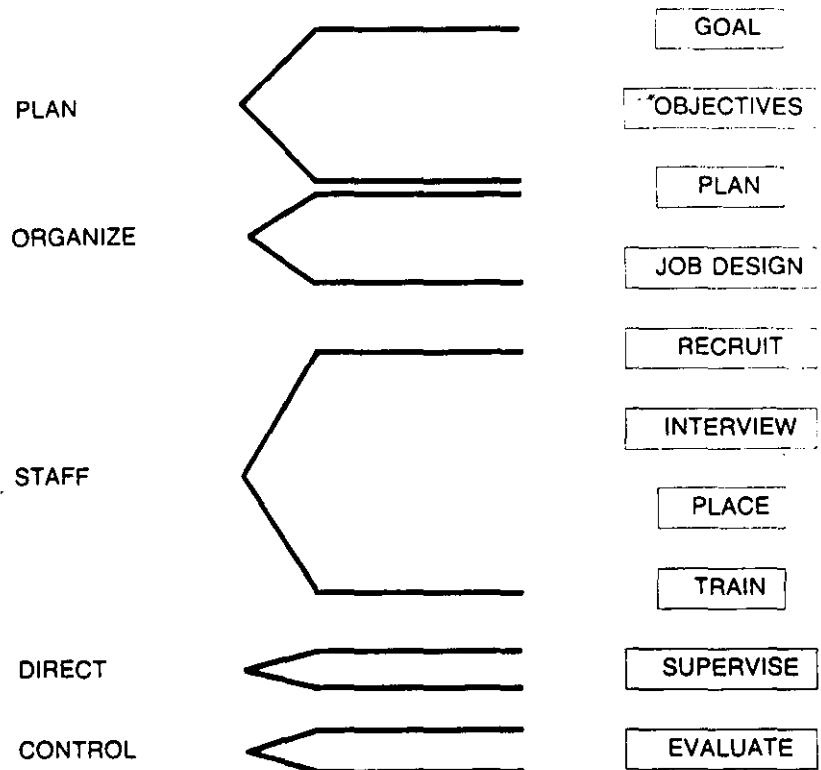 GOAL
PLAN
OBJECTIVES
PLAN
ORGANIZE
JOB DESIGN
RECRUIT
INTERVIEW
STAFF
PLACE
TRAIN
DIRECT
SUPERVISE
CONTROL
EVALUATE